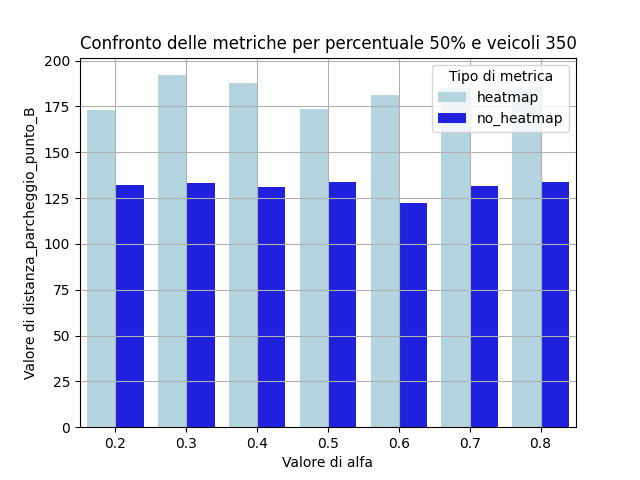 Confronto delle metriche per percentuale 50% e veicoli 350
Valore di distanza_parcheggio_punto_B
200
175
150
125
100
75
50
25
0
Tipo di metrica
heatmap
no_heatmap
0.2 0.3 0.4 0.5 0.6 0.7 0.8
Valore di alfa